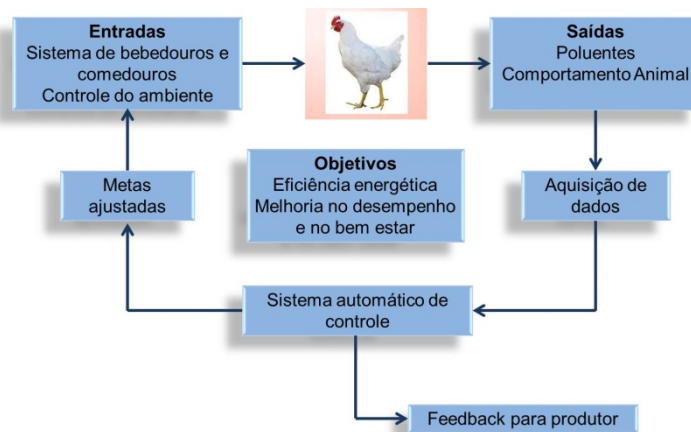 Entradas
Sistema de bebedouros e
comedouros
Controle do ambiente
Saídas
Poluentes
Comportamento Animal
Metas
ajustadas
Objetivos
Eficiência energética
Melhoria no desempenho
e no bem estar
Aquisição de
dados
Sistema automático de
controle
Feedback para produtor